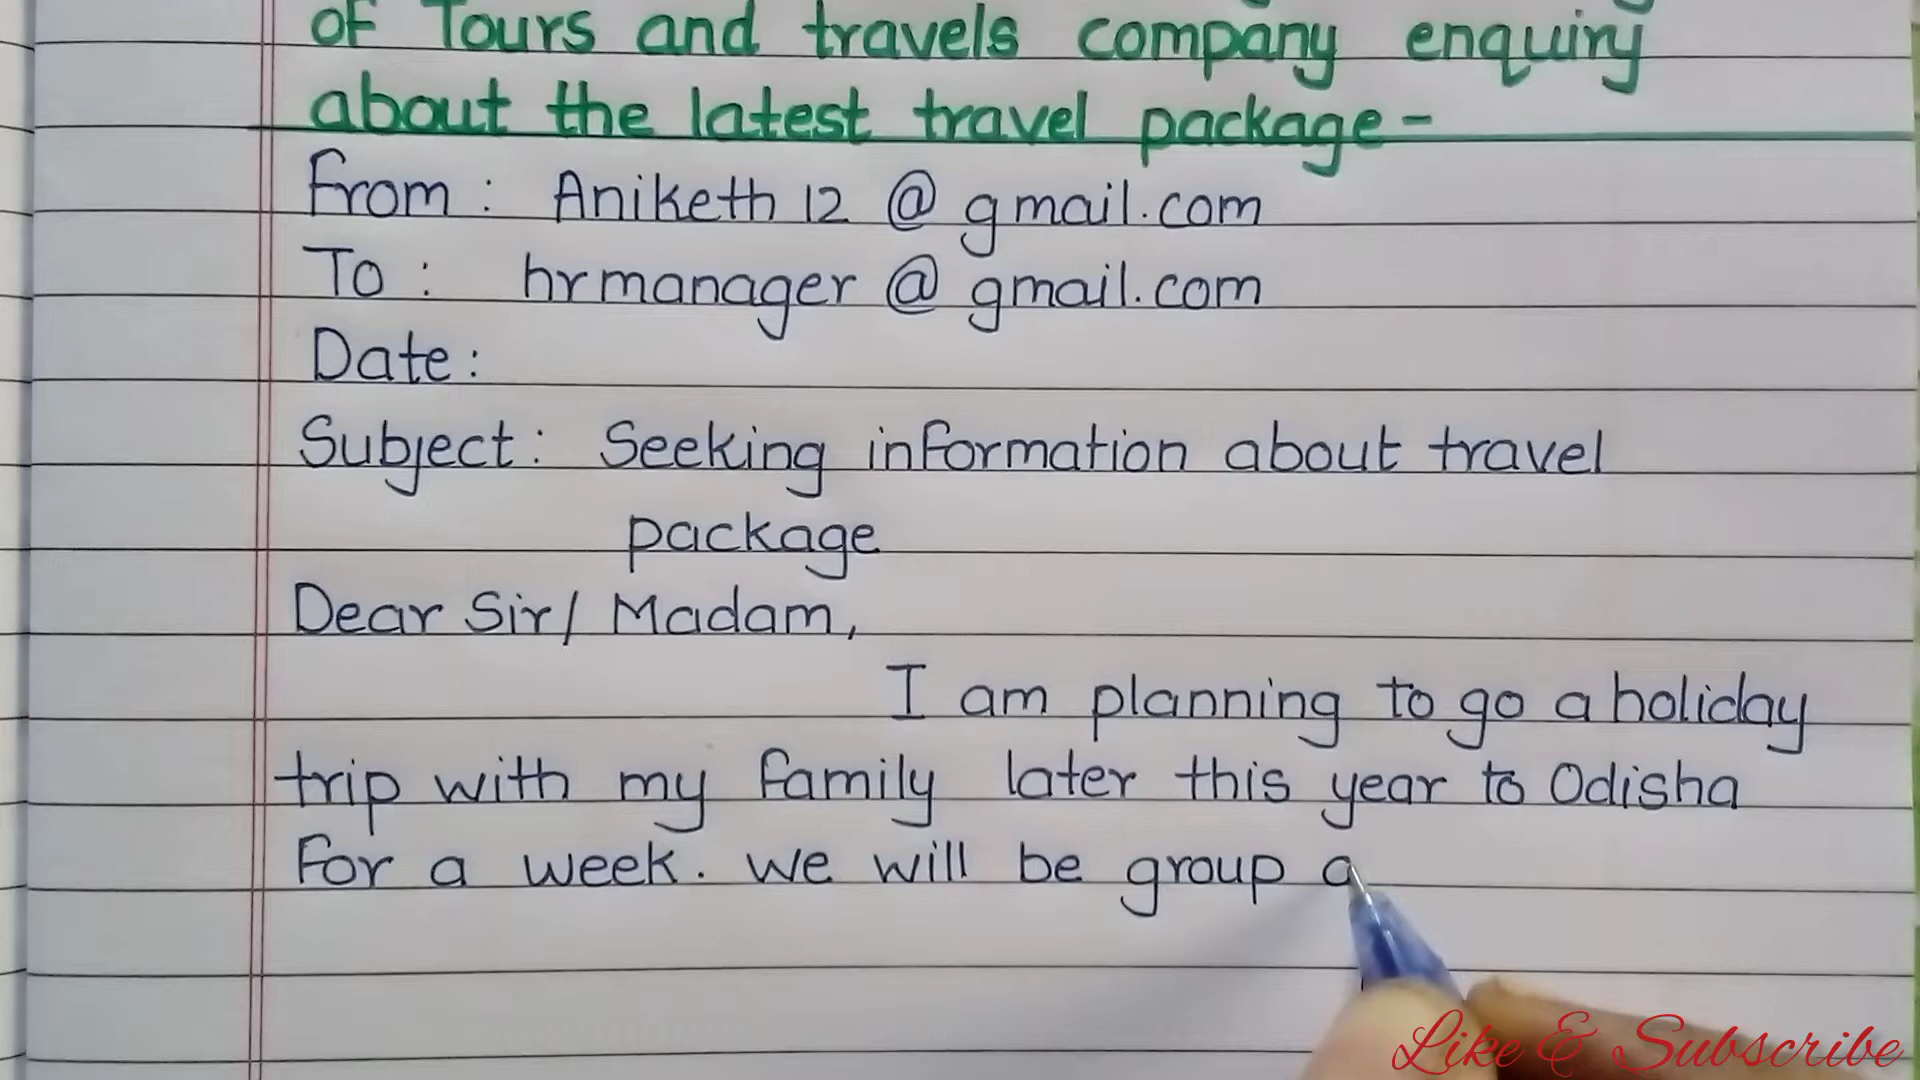 of Tours and travels company enquiry
about the latest travel package-
From : Aniketh 12 @ gmail.com
To : hrmanager @ gmail.com
Date:
Subject: Seeking information about travel
package
Dear Sir/ Madam,
I am planning to go a holiday
trip with my family later this year to Odisha
for a week. we will be group o
Like & Subscribe